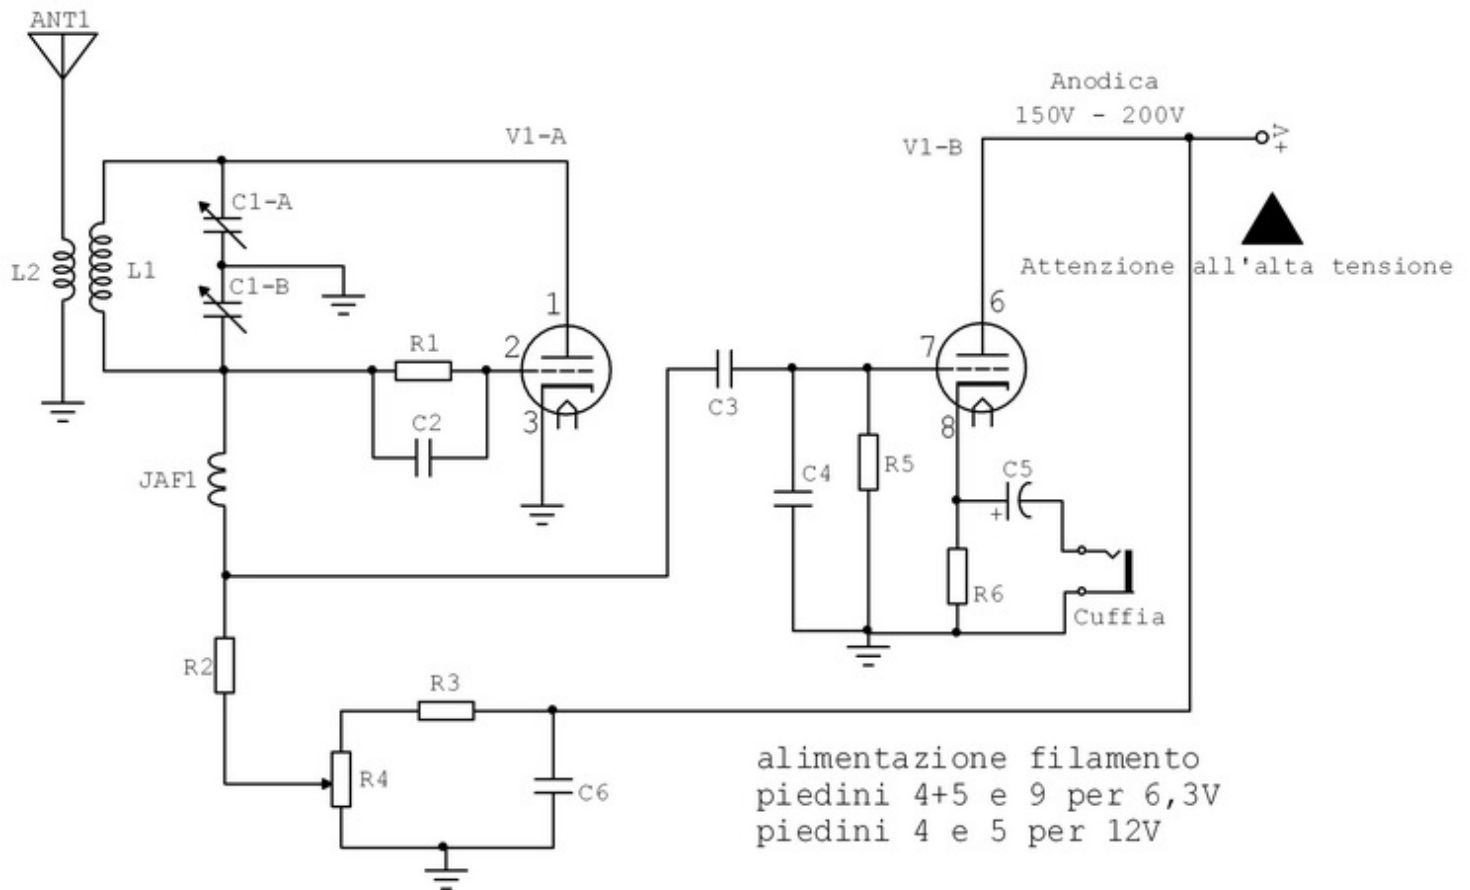 ANT1
Anodica
150V - 200V
V1-A
V1-B
+V
C1-A
L2
L1
C1-B
Attenzione all'alta tensione
1
6
R1
2
7
C2
3
C3
8
JAF1
C4
R5
C5
+
R6
Cuffia
R2
R3
R4
C6
alimentazione filamento
piedini 4+5 e 9 per 6,3V
piedini 4 e 5 per 12V